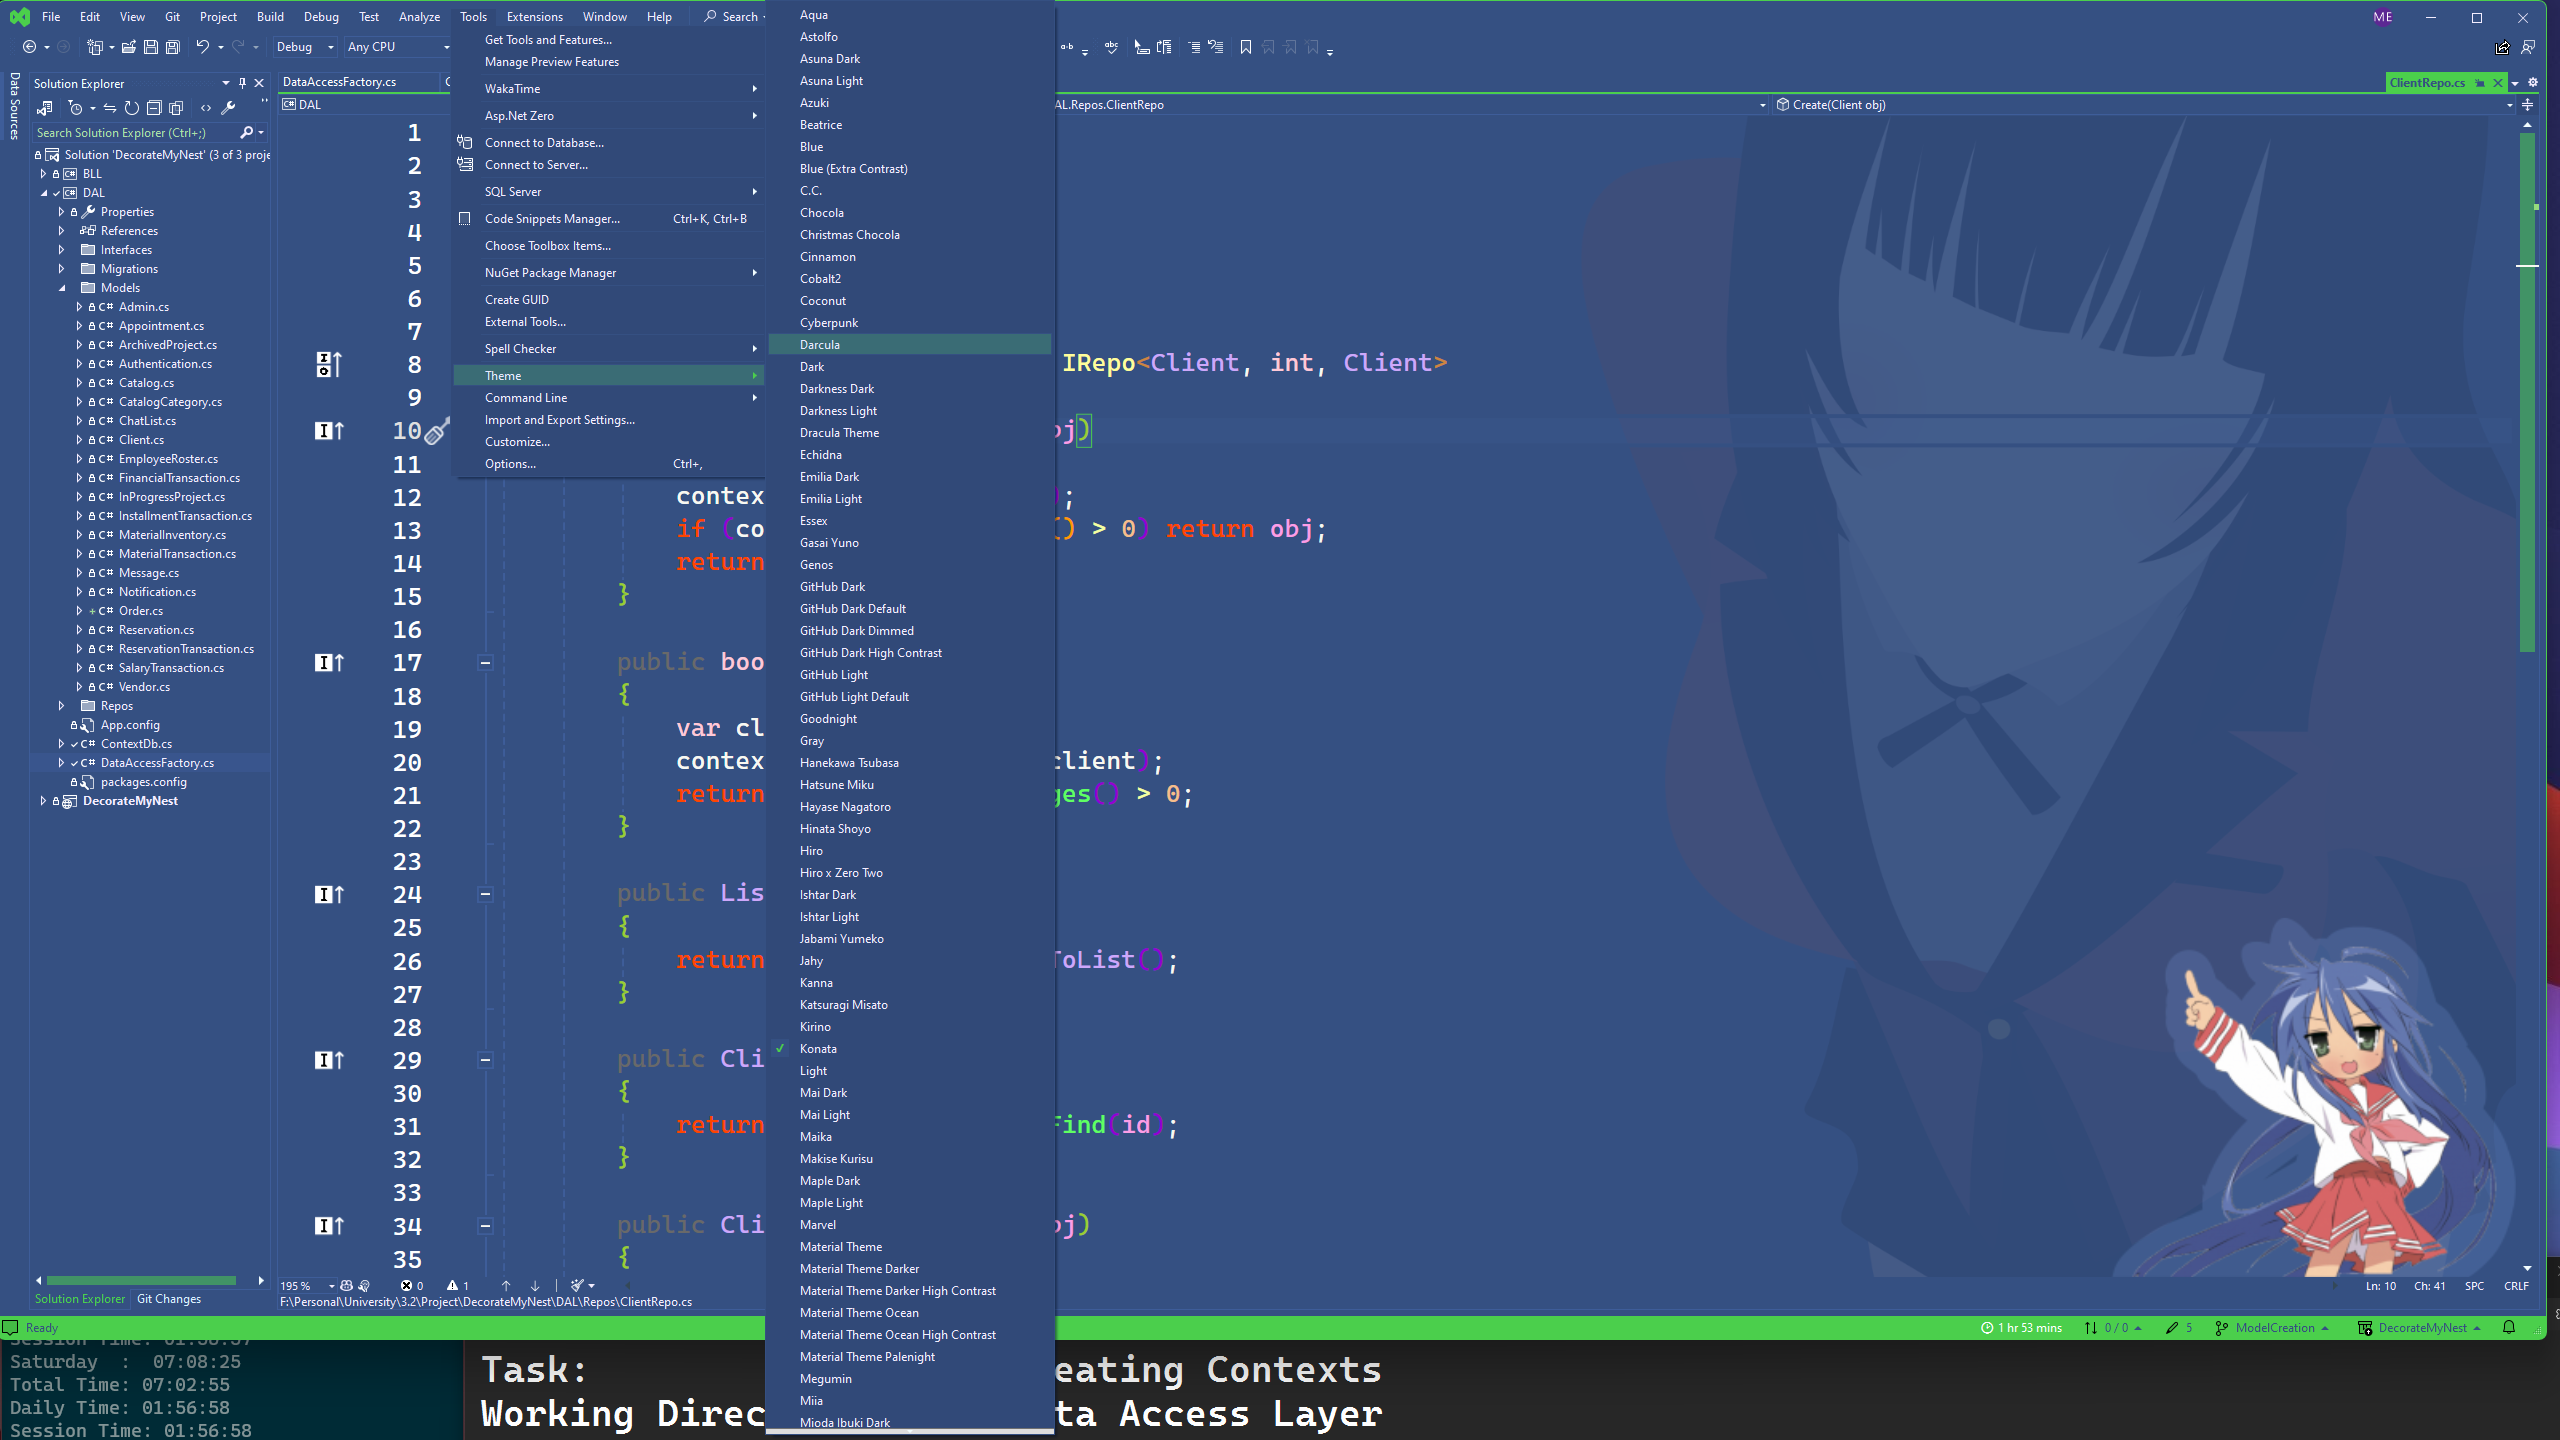 File Edit View Git Project Build Debug Test Analyze Tools Extensions Window Help Search ME
Debug Any CPU
Data Sources
Solution Explorer
Search Solution Explorer (Ctrl+;)
Solution 'DecorateMyNest' (3 of 3 proje
BLL
DAL
Properties
References
Interfaces
Migrations
Models
C# Admin.cs
C# Appointment.cs
C# ArchivedProject.cs
C# Authentication.cs
C# Catalog.cs
C# CatalogCategory.cs
C# ChatList.cs
C# Client.cs
C# EmployeeRoster.cs
C# FinancialTransaction.cs
C# InProgressProject.cs
C# InstallmentTransaction.cs
C# MaterialInventory.cs
C# MaterialTransaction.cs
C# Message.cs
C# Notification.cs
+ C# Order.cs
C# Reservation.cs
C# ReservationTransaction.cs
C# SalaryTransaction.cs
C# Vendor.cs
Repos
App.config
C# ContextDb.cs
C# DataAccessFactory.cs
packages.config
DecorateMyNest
Solution Explorer Git Changes
Get Tools and Features...
Manage Preview Features
WakaTime
Asp.Net Zero
Connect to Database...
Connect to Server...
SQL Server
Code Snippets Manager... Ctrl+K, Ctrl+B
Choose Toolbox Items...
NuGet Package Manager
Create GUID
External Tools...
Spell Checker
Theme
Command Line
Import and Export Settings...
Customize...
Options... Ctrl+,
Aqua
Astolfo
Asuna Dark
Asuna Light
Azuki
Beatrice
Blue
Blue (Extra Contrast)
C.C.
Chocola
Christmas Chocola
Cinnamon
Cobalt2
Coconut
Cyberpunk
Darcula
Dark
Darkness Dark
Darkness Light
Dracula Theme
Echidna
Emilia Dark
Emilia Light
Essex
Gasai Yuno
Genos
GitHub Dark
GitHub Dark Default
GitHub Dark Dimmed
GitHub Dark High Contrast
GitHub Light
GitHub Light Default
Goodnight
Gray
Hanekawa Tsubasa
Hatsune Miku
Hayase Nagatoro
Hinata Shoyo
Hiro
Hiro x Zero Two
Ishtar Dark
Ishtar Light
Jabami Yumeko
Jahy
Kanna
Katsuragi Misato
Kirino
Konata
Light
Mai Dark
Mai Light
Maika
Makise Kurisu
Maple Dark
Maple Light
Marvel
Material Theme
Material Theme Darker
Material Theme Darker High Contrast
Material Theme Ocean
Material Theme Ocean High Contrast
Material Theme Palenight
Megumin
Miia
Mioda Ibuki Dark
DataAccessFactory.cs ClientRepo.cs
C# DAL AL.Repos.ClientRepo Create(Client obj)
1
2
3
4
5
6
7
8 IRepo<Client, int, Client>
9
10 bj)
11
12 contex ;
13 if (co () > 0) return obj;
14 return
15 }
16
17 public boo
18 {
19 var cl
20 contex client);
21 return ges() > 0;
22 }
23
24 public Lis
25 {
26 return ToList();
27 }
28
29 public Cli
30 {
31 return Find(id);
32 }
33
34 public Cli bj)
35 {
195 % 0 1 Ln: 10 Ch: 41 SPC CRLF
F:\Personal\University\3.2\Project\DecorateMyNest\DAL\Repos\ClientRepo.cs
Ready 1 hr 53 mins 0 / 0 5 ModelCreation DecorateMyNest
Saturday : 07:08:25
Total Time: 07:02:55
Daily Time: 01:56:58
Session Time: 01:56:58
Task: eating Contexts
Working Direc ta Access Layer